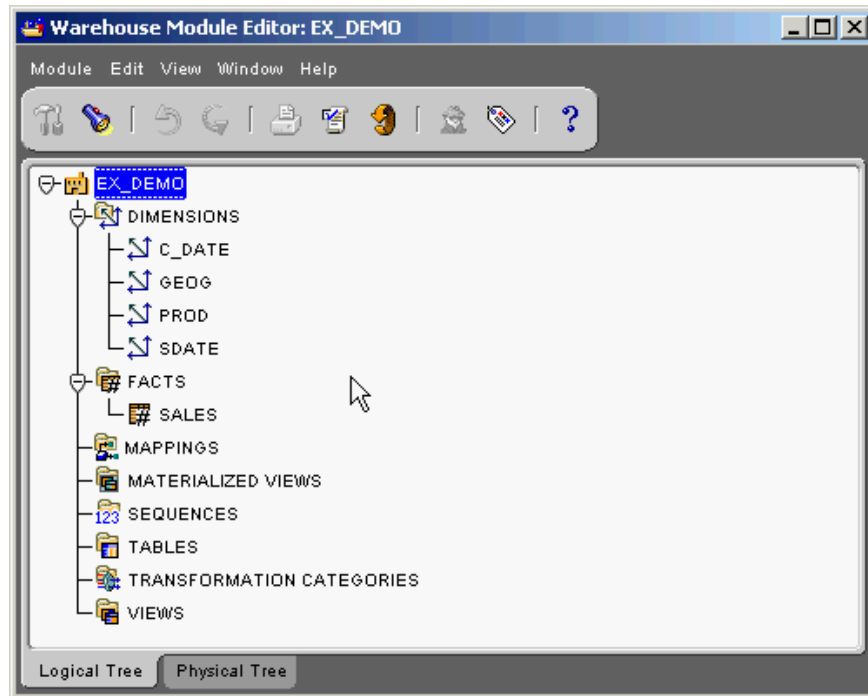 Warehouse Module Editor: EX_DEMO
Module Edit View Window Help
?
EX_DEMO
DIMENSIONS
C_DATE
GEOG
PROD
SDATE
FACTS
# SALES
MAPPINGS
MATERIALIZED VIEWS
123 SEQUENCES
TABLES
TRANSFORMATION CATEGORIES
VIEWS
Logical Tree Physical Tree